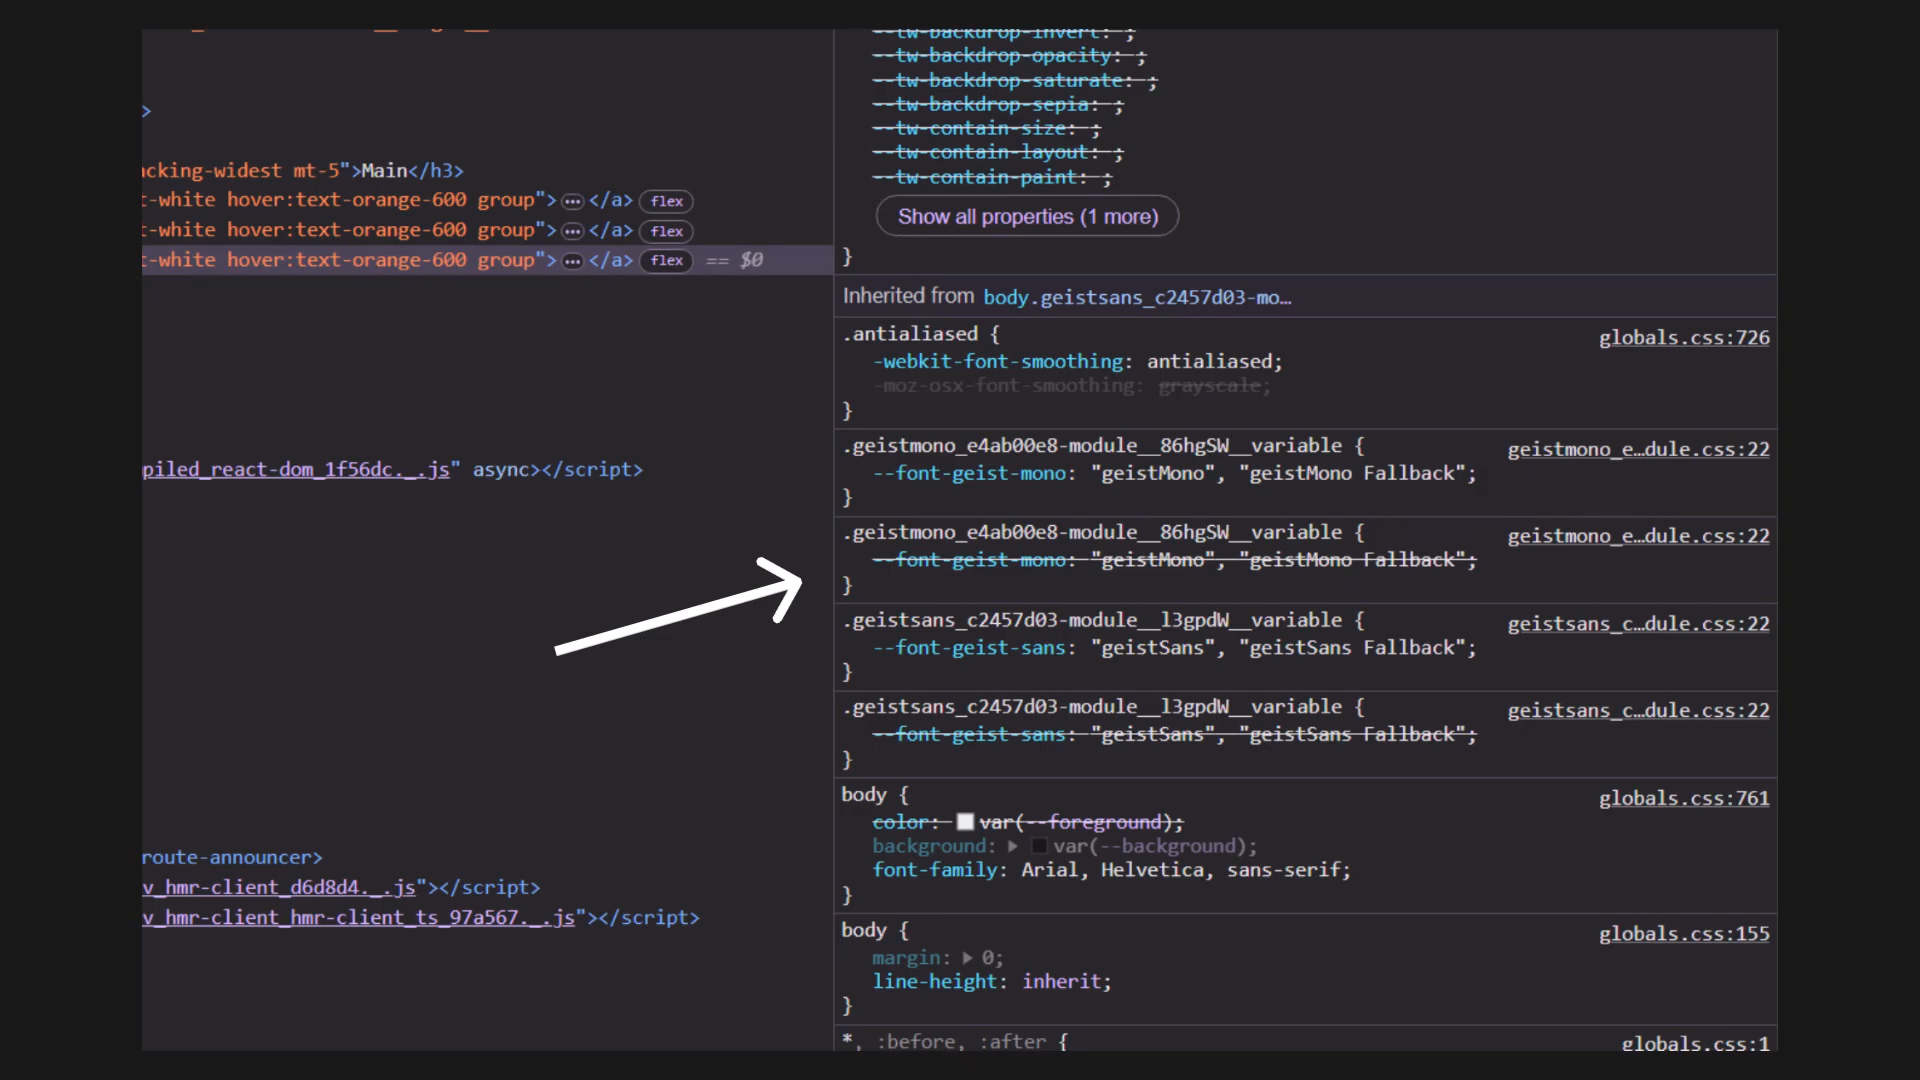 >
acking-widest mt-5">Main</h3>
t-white hover:text-orange-600 group">⋯</a> flex
t-white hover:text-orange-600 group">⋯</a> flex
t-white hover:text-orange-600 group">⋯</a> flex == $0
piled_react-dom_1f56dc._.js" async></script>
route-announcer>
v_hmr-client_d6d8d4._.js"></script>
v_hmr-client_hmr-client_ts_97a567._.js"></script>
--tw-backdrop-invert: ;
--tw-backdrop-opacity: ;
--tw-backdrop-saturate: ;
--tw-backdrop-sepia: ;
--tw-contain-size: ;
--tw-contain-layout: ;
--tw-contain-paint: ;
Show all properties (1 more)
}
Inherited from body.geistsans_c2457d03-mo…
.antialiased { globals.css:726
-webkit-font-smoothing: antialiased;
-moz-osx-font-smoothing: grayscale;
}
.geistmono_e4ab00e8-module__86hgSW__variable { geistmono_e…dule.css:22
--font-geist-mono: "geistMono", "geistMono Fallback";
}
.geistmono_e4ab00e8-module__86hgSW__variable { geistmono_e…dule.css:22
--font-geist-mono: "geistMono", "geistMono Fallback";
}
.geistsans_c2457d03-module__l3gpdW__variable { geistsans_c…dule.css:22
--font-geist-sans: "geistSans", "geistSans Fallback";
}
.geistsans_c2457d03-module__l3gpdW__variable { geistsans_c…dule.css:22
--font-geist-sans: "geistSans", "geistSans Fallback";
}
body { globals.css:761
color: var(--foreground);
background: var(--background);
font-family: Arial, Helvetica, sans-serif;
}
body { globals.css:155
margin: 0;
line-height: inherit;
}
*, :before, :after { globals.css:1